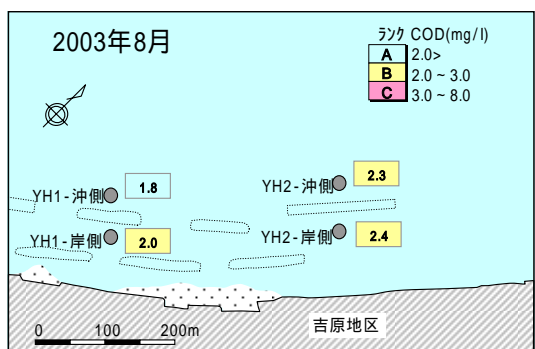 2003年8月
ﾗﾝｸ COD(mg/l)
A 2.0>
B 2.0～3.0
C 3.0～8.0
YH1-沖側 1.8
YH2-沖側 2.3
YH1-岸側 2.0
YH2-岸側 2.4
吉原地区
0 100 200m